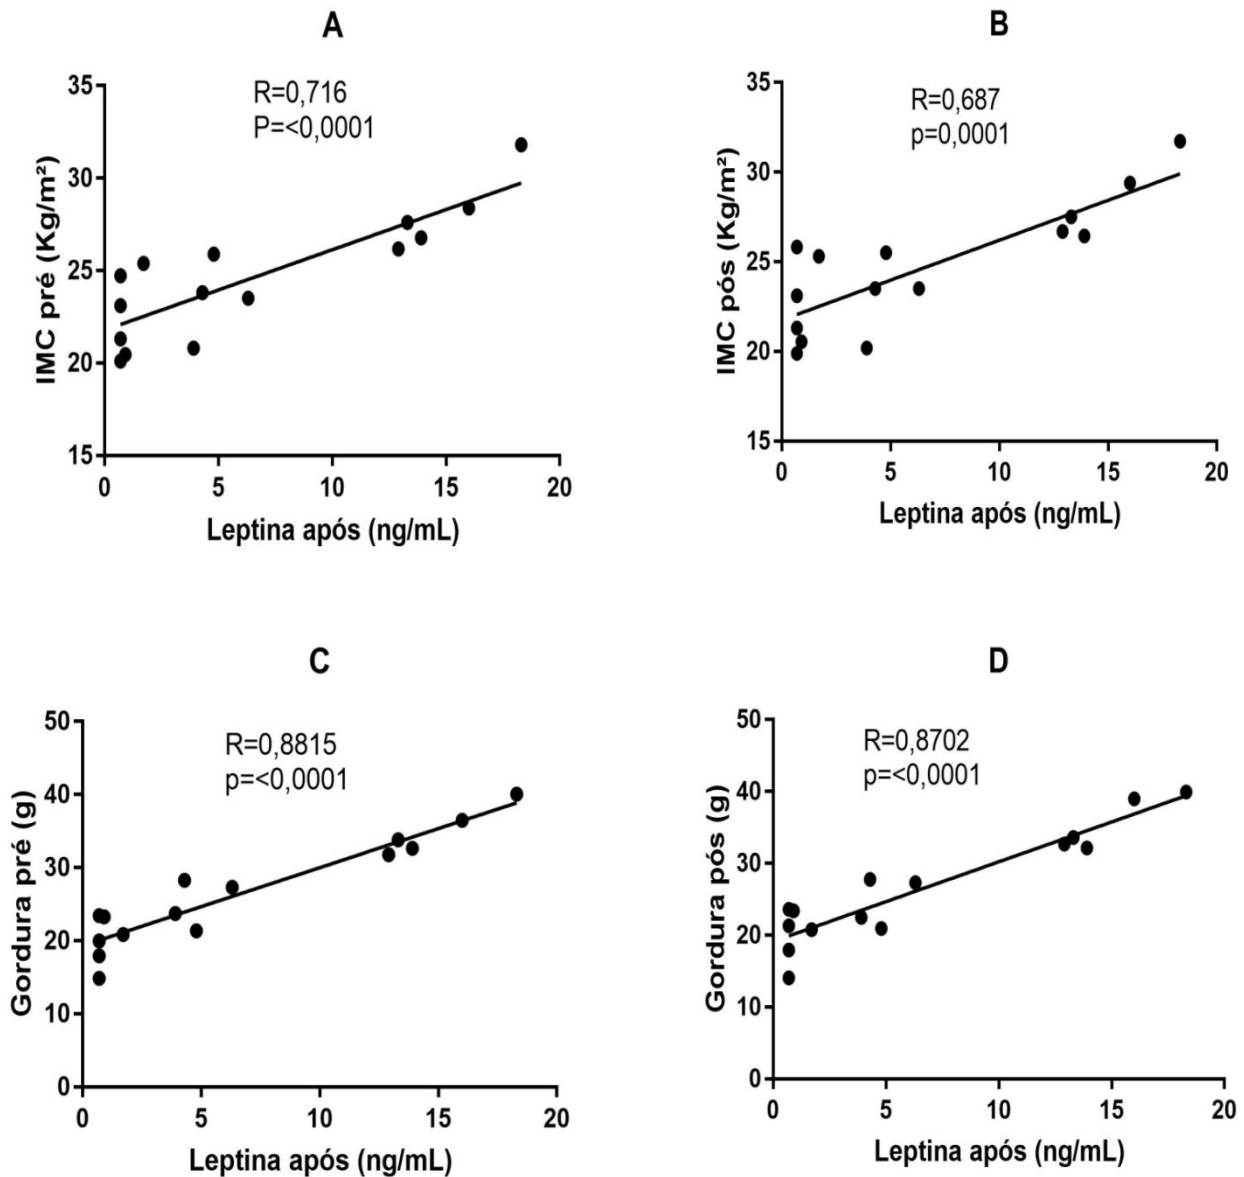 A
R=0,716
P=<0,0001
IMC pré (Kg/m²)
35
30
25
20
15
0 5 10 15 20
Leptina após (ng/mL)
B
R=0,687
p=0,0001
IMC pós (Kg/m²)
35
30
25
20
15
0 5 10 15 20
Leptina após (ng/mL)
C
R=0,8815
p=<0,0001
Gordura pré (g)
50
40
30
20
10
0
0 5 10 15 20
Leptina após (ng/mL)
D
R=0,8702
p=<0,0001
Gordura pós (g)
50
40
30
20
10
0
0 5 10 15 20
Leptina após (ng/mL)